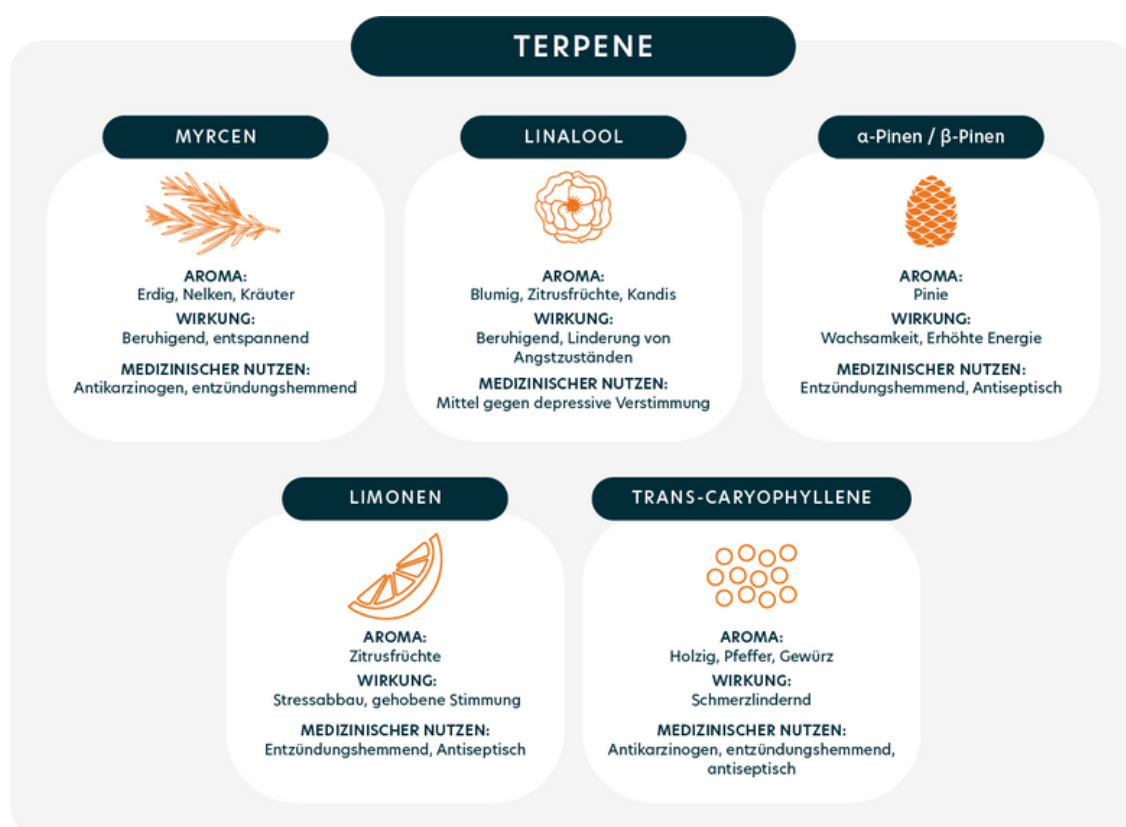 TERPENE
MYRCEN
AROMA:
Erdig, Nelken, Kräuter
WIRKUNG:
Beruhigend, entspannend
MEDIZINISCHER NUTZEN:
Antikarzinogen, entzündungshemmend
LINALOOL
AROMA:
Blumig, Zitrusfrüchte, Kandis
WIRKUNG:
Beruhigend, Linderung von
Angstzuständen
MEDIZINISCHER NUTZEN:
Mittel gegen depressive Verstimmung
α-Pinen / β-Pinen
AROMA:
Pinie
WIRKUNG:
Wachsamkeit, Erhöhte Energie
MEDIZINISCHER NUTZEN:
Entzündungshemmend, Antiseptisch
LIMONEN
AROMA:
Zitrusfrüchte
WIRKUNG:
Stressabbau, gehobene Stimmung
MEDIZINISCHER NUTZEN:
Entzündungshemmend, Antiseptisch
TRANS-CARYOPHYLLENE
AROMA:
Holzig, Pfeffer, Gewürz
WIRKUNG:
Schmerzlindernd
MEDIZINISCHER NUTZEN:
Antikarzinogen, entzündungshemmend,
antiseptisch